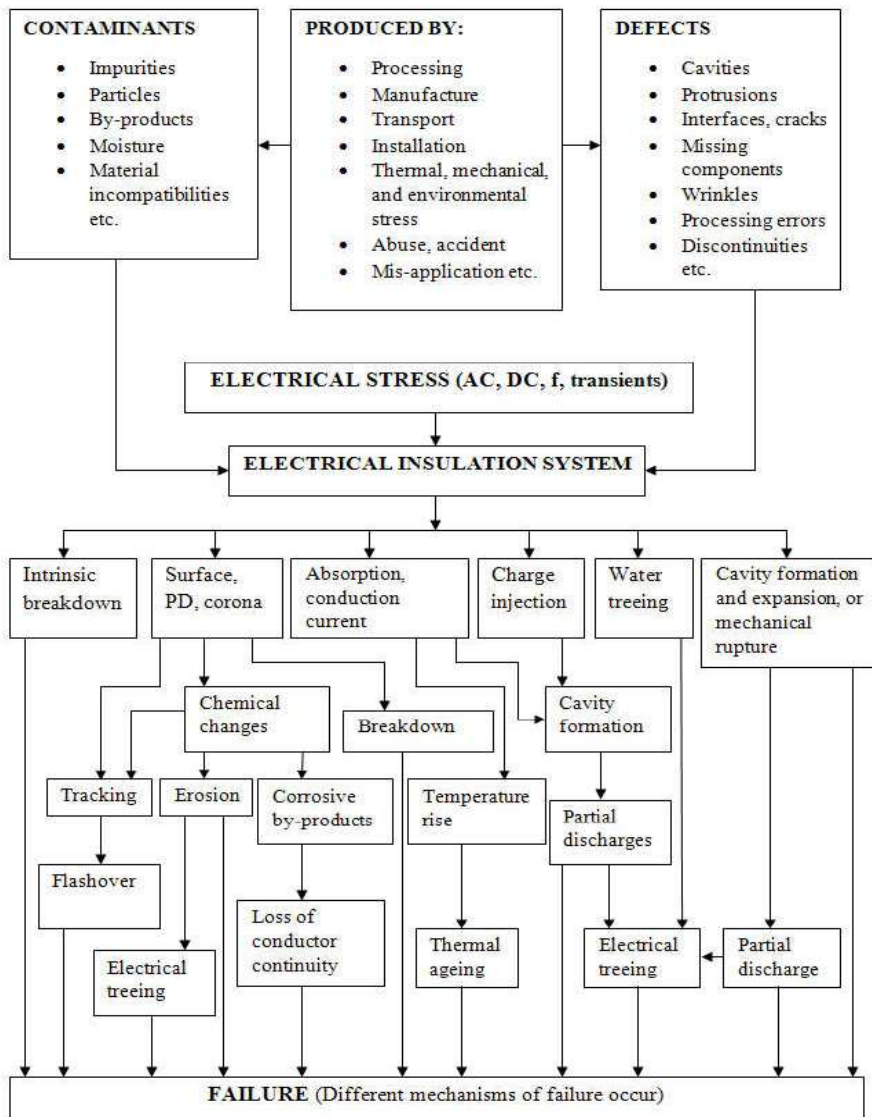 CONTAMINANTS
• Impurities
• Particles
• By-products
• Moisture
• Material
incompatibilities
etc.
PRODUCED BY:
• Processing
• Manufacture
• Transport
• Installation
• Thermal, mechanical,
and environmental
stress
• Abuse, accident
• Mis-application etc.
DEFECTS
• Cavities
• Protrusions
• Interfaces, cracks
• Missing
components
• Wrinkles
• Processing errors
• Discontinuities
etc.
ELECTRICAL STRESS (AC, DC, f, transients)
ELECTRICAL INSULATION SYSTEM
Intrinsic
breakdown
Surface,
PD, corona
Absorption,
conduction
current
Charge
injection
Water
treeing
Cavity formation
and expansion, or
mechanical
rupture
Chemical
changes
Breakdown
Cavity
formation
Tracking
Erosion
Corrosive
by-products
Temperature
rise
Partial
discharges
Flashover
Loss of
conductor
continuity
Electrical
treeing
Thermal
ageing
Electrical
treeing
Partial
discharge
FAILURE (Different mechanisms of failure occur)